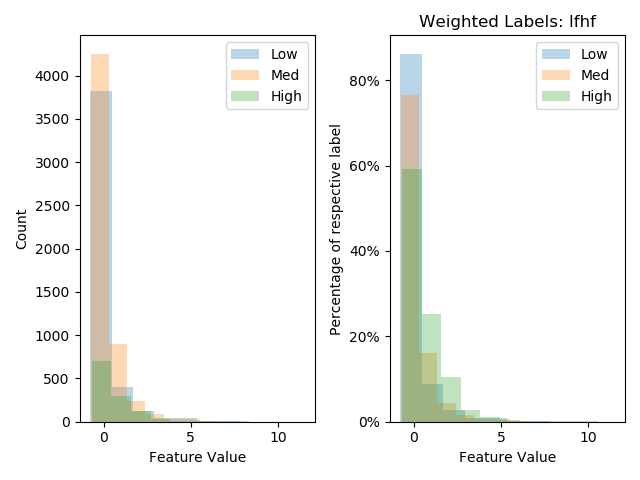 Weighted Labels: lfhf
Count
4000
3500
3000
2500
2000
1500
1000
500
0
0 5 10
Feature Value
Low
Med
High
Percentage of respective label
80%
60%
40%
20%
0%
0 5 10
Feature Value
Low
Med
High